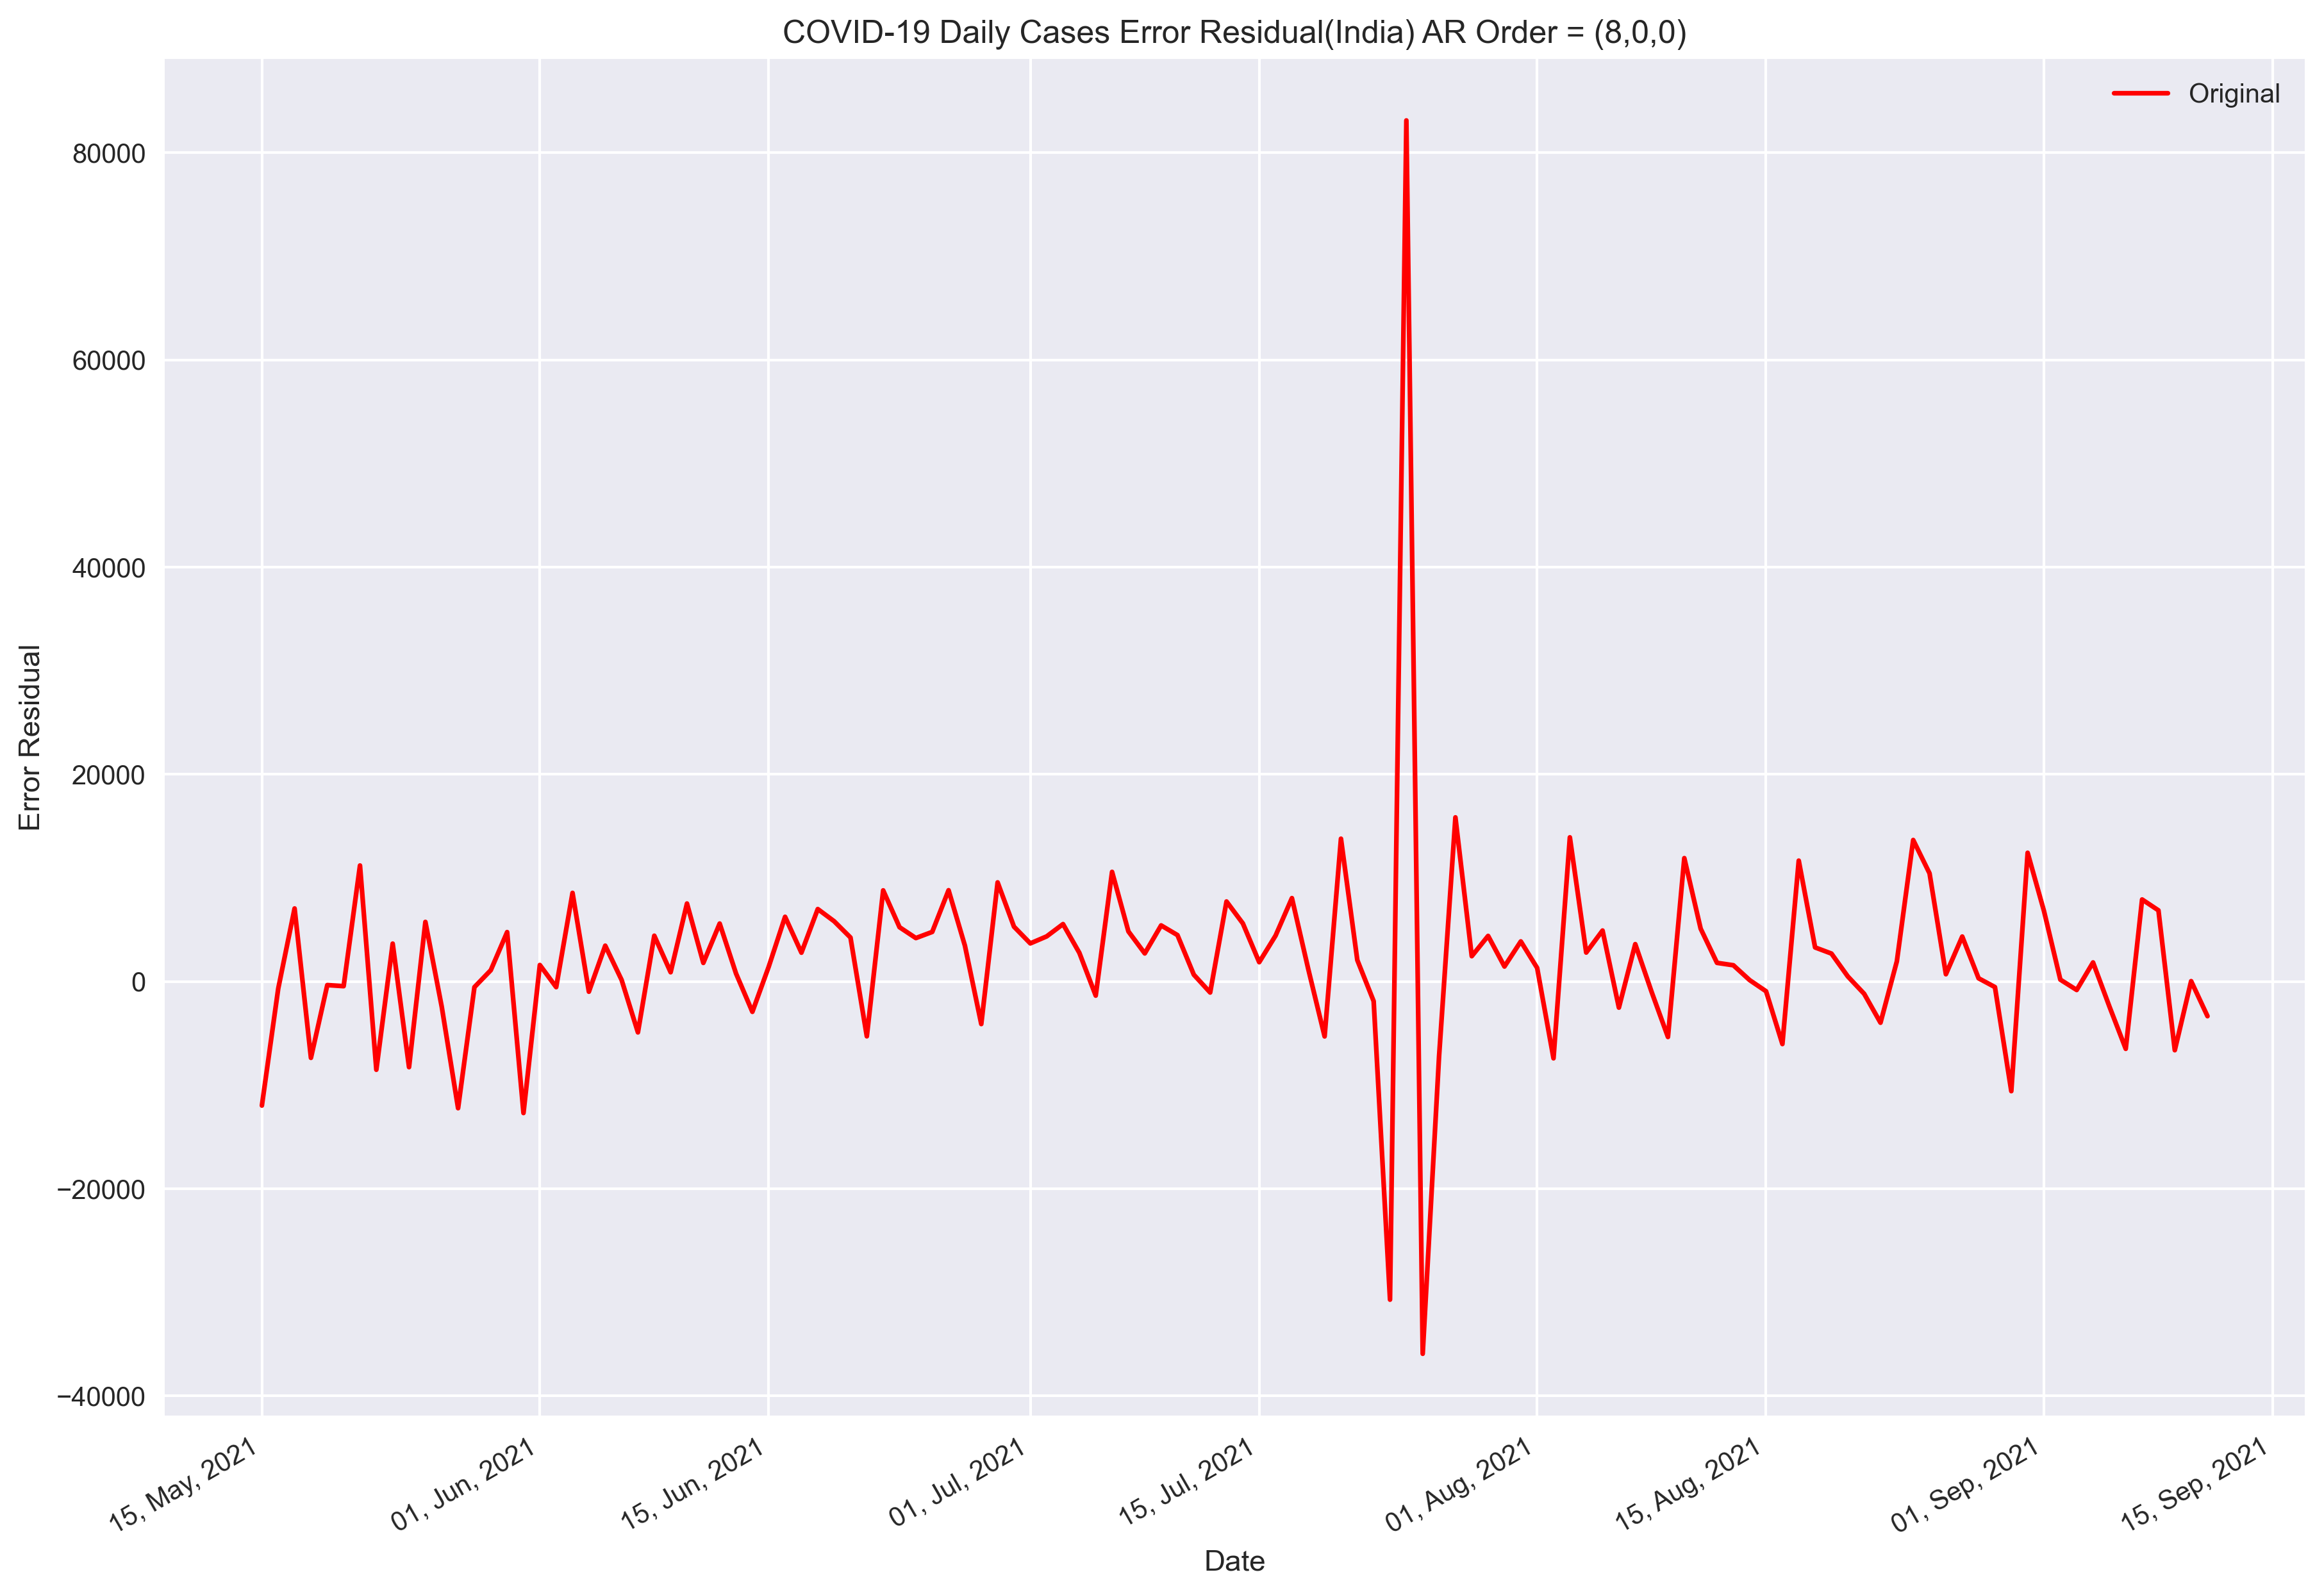 COVID-19 Daily Cases Error Residual(India) AR Order = (8,0,0)
Original
80000
60000
40000
20000
0
−20000
−40000
Error Residual
15, May, 2021
01, Jun, 2021
15, Jun, 2021
01, Jul, 2021
15, Jul, 2021
01, Aug, 2021
15, Aug, 2021
01, Sep, 2021
15, Sep, 2021
Date